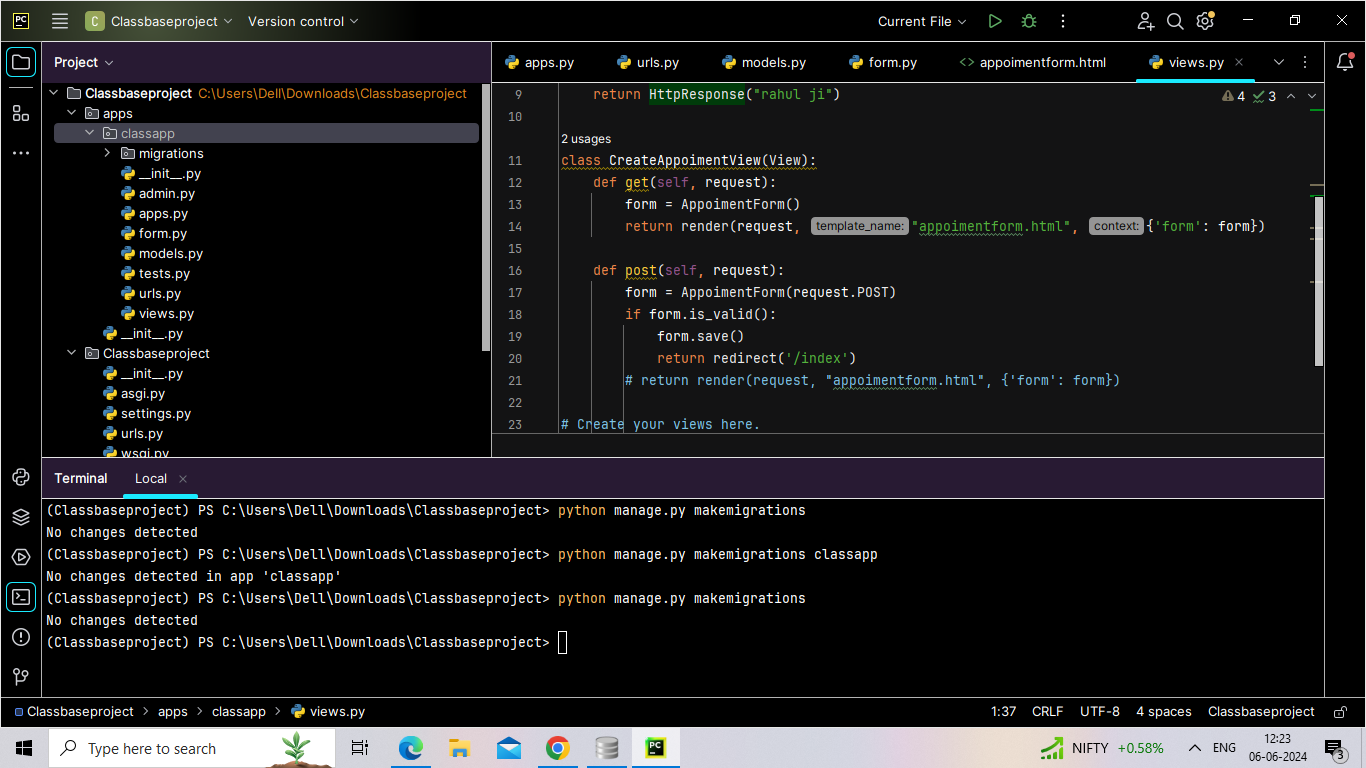 PC
C Classbaseproject Version control Current File
Project
apps.py urls.py models.py form.py <> appoimentform.html views.py
Classbaseproject C:\Users\Dell\Downloads\Classbaseproject
apps
classapp
migrations
__init__.py
admin.py
apps.py
form.py
models.py
tests.py
urls.py
views.py
__init__.py
Classbaseproject
__init__.py
asgi.py
settings.py
urls.py
wsgi.py
4 3
9 return HttpResponse("rahul ji")
10
2 usages
11 class CreateAppoimentView(View):
12 def get(self, request):
13 form = AppoimentForm()
14 return render(request, template_name: "appoimentform.html", context: {'form': form})
15
16 def post(self, request):
17 form = AppoimentForm(request.POST)
18 if form.is_valid():
19 form.save()
20 return redirect('/index')
21 # return render(request, "appoimentform.html", {'form': form})
22
23 # Create your views here.
Terminal Local
(Classbaseproject) PS C:\Users\Dell\Downloads\Classbaseproject> python manage.py makemigrations
No changes detected
(Classbaseproject) PS C:\Users\Dell\Downloads\Classbaseproject> python manage.py makemigrations classapp
No changes detected in app 'classapp'
(Classbaseproject) PS C:\Users\Dell\Downloads\Classbaseproject> python manage.py makemigrations
No changes detected
(Classbaseproject) PS C:\Users\Dell\Downloads\Classbaseproject>
Classbaseproject > apps > classapp > views.py 1:37 CRLF UTF-8 4 spaces Classbaseproject
Type here to search PC NIFTY +0.58% ENG 12:23 3
06-06-2024